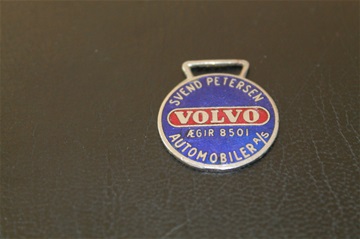 SVEND PETERSEN
VOLVO
ÆGIR 8501
AUTOMOBILER A/S